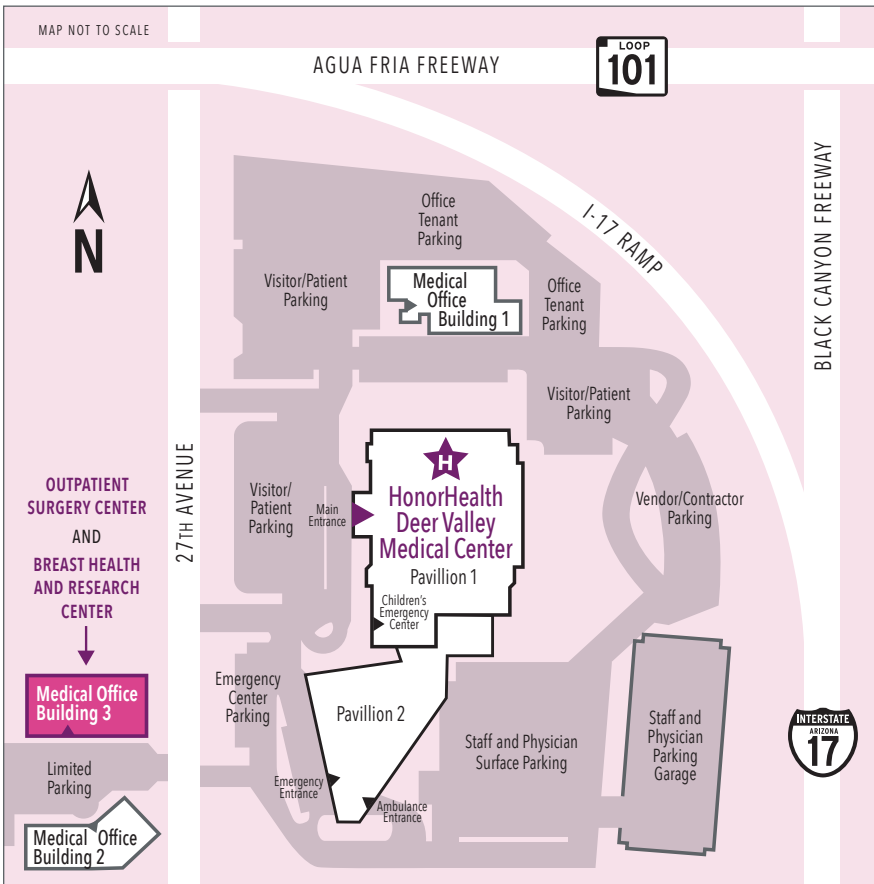 MAP NOT TO SCALE
AGUA FRIA FREEWAY
LOOP
101
N
I-17 RAMP
BLACK CANYON FREEWAY
27TH AVENUE
Office
Tenant
Parking
Visitor/Patient
Parking
Medical
Office
Building 1
Office
Tenant
Parking
Visitor/Patient
Parking
H
HonorHealth
Deer Valley
Medical Center
Pavillion 1
Main
Entrance
Visitor/
Patient
Parking
Vendor/Contractor
Parking
Children's
Emergency
Center
OUTPATIENT
SURGERY CENTER
AND
BREAST HEALTH
AND RESEARCH
CENTER
Medical Office
Building 3
Limited
Parking
Medical Office
Building 2
Emergency
Center
Parking
Pavillion 2
Emergency
Entrance
Ambulance
Entrance
Staff and Physician
Surface Parking
Staff and
Physician
Parking
Garage
INTERSTATE
ARIZONA
17